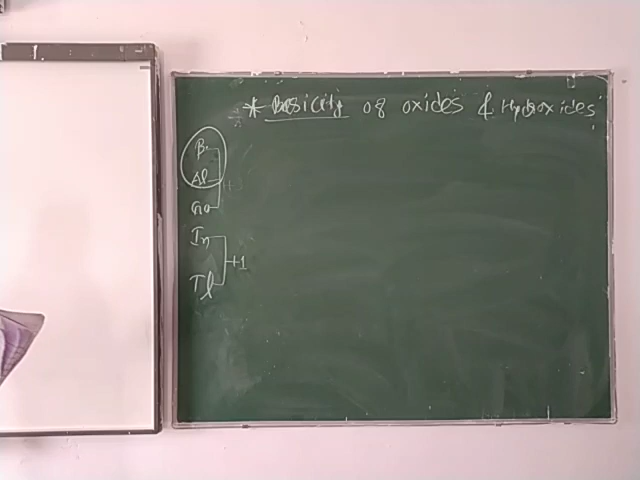 * Basicity of oxides & Hydroxides
B
Al
Ga
In
+1
Tl